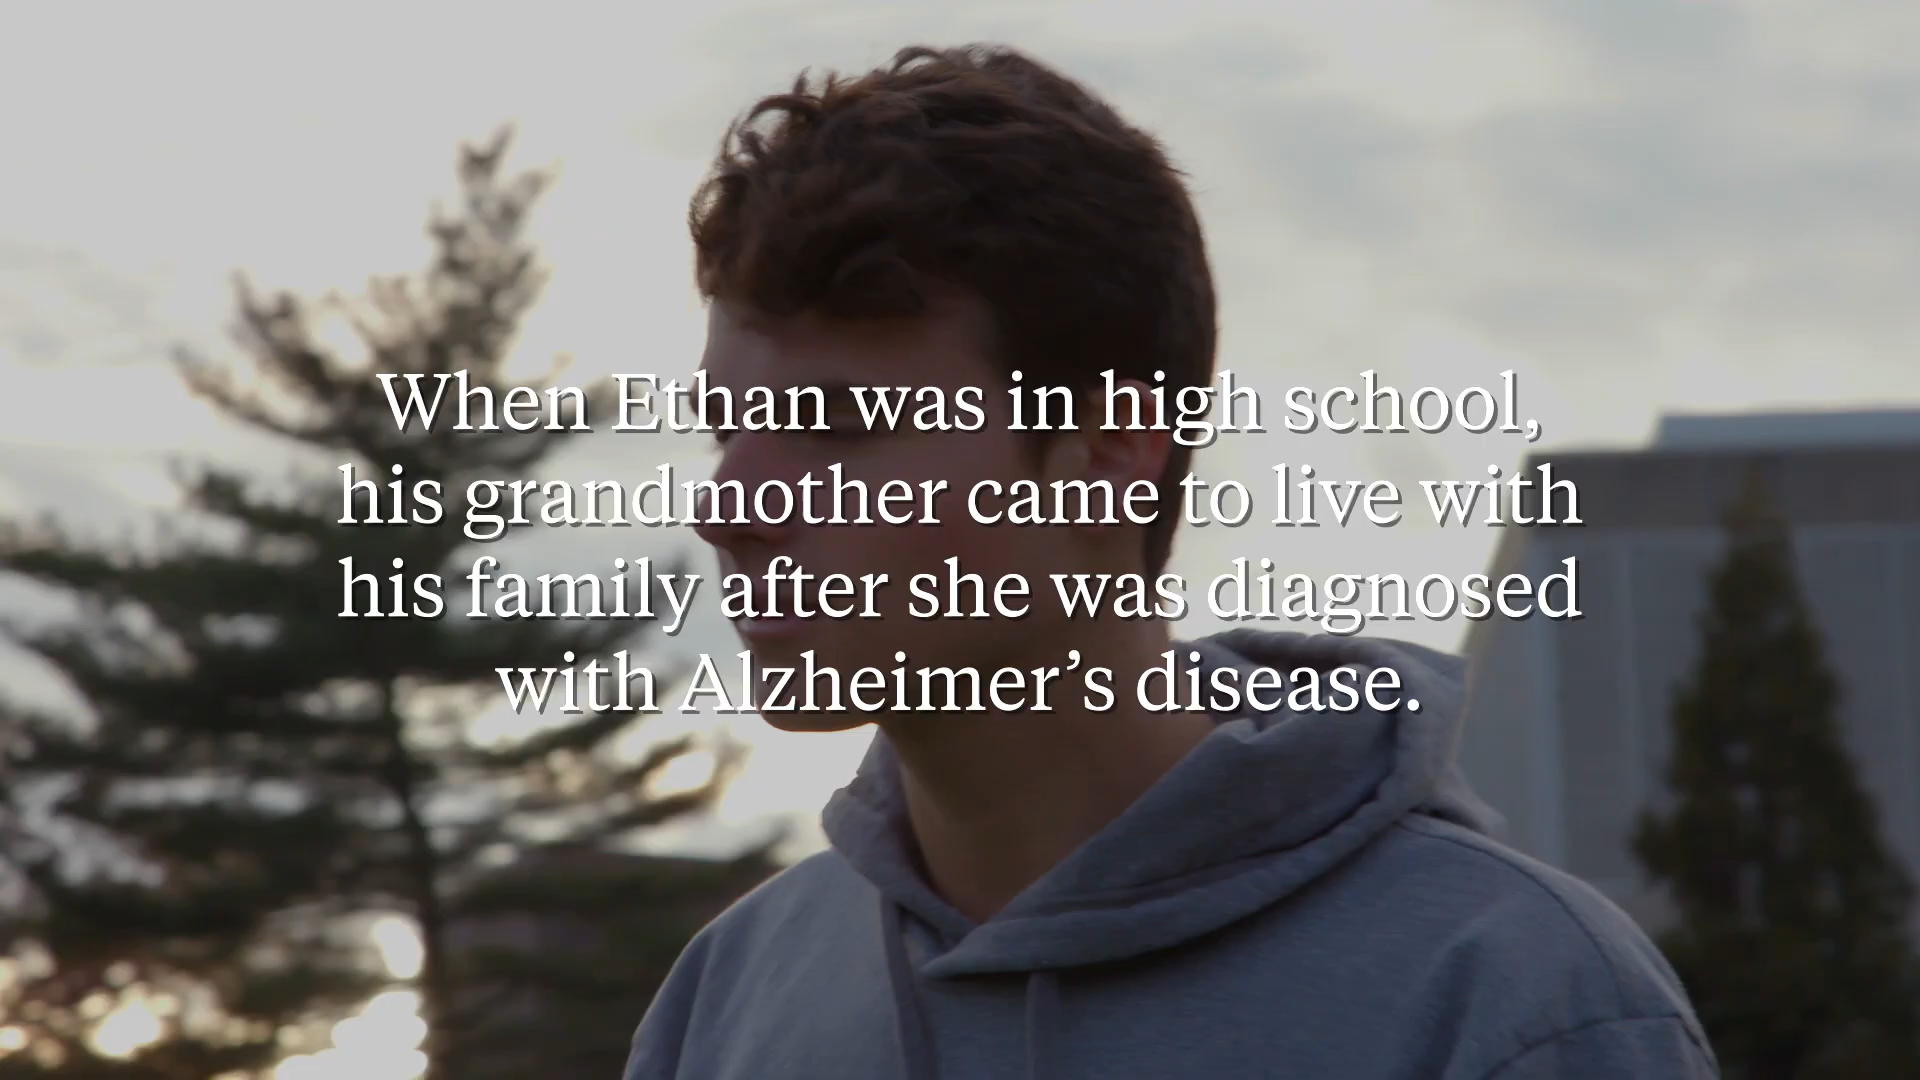 When Ethan was in high school,
his grandmother came to live with
his family after she was diagnosed
with Alzheimer’s disease.